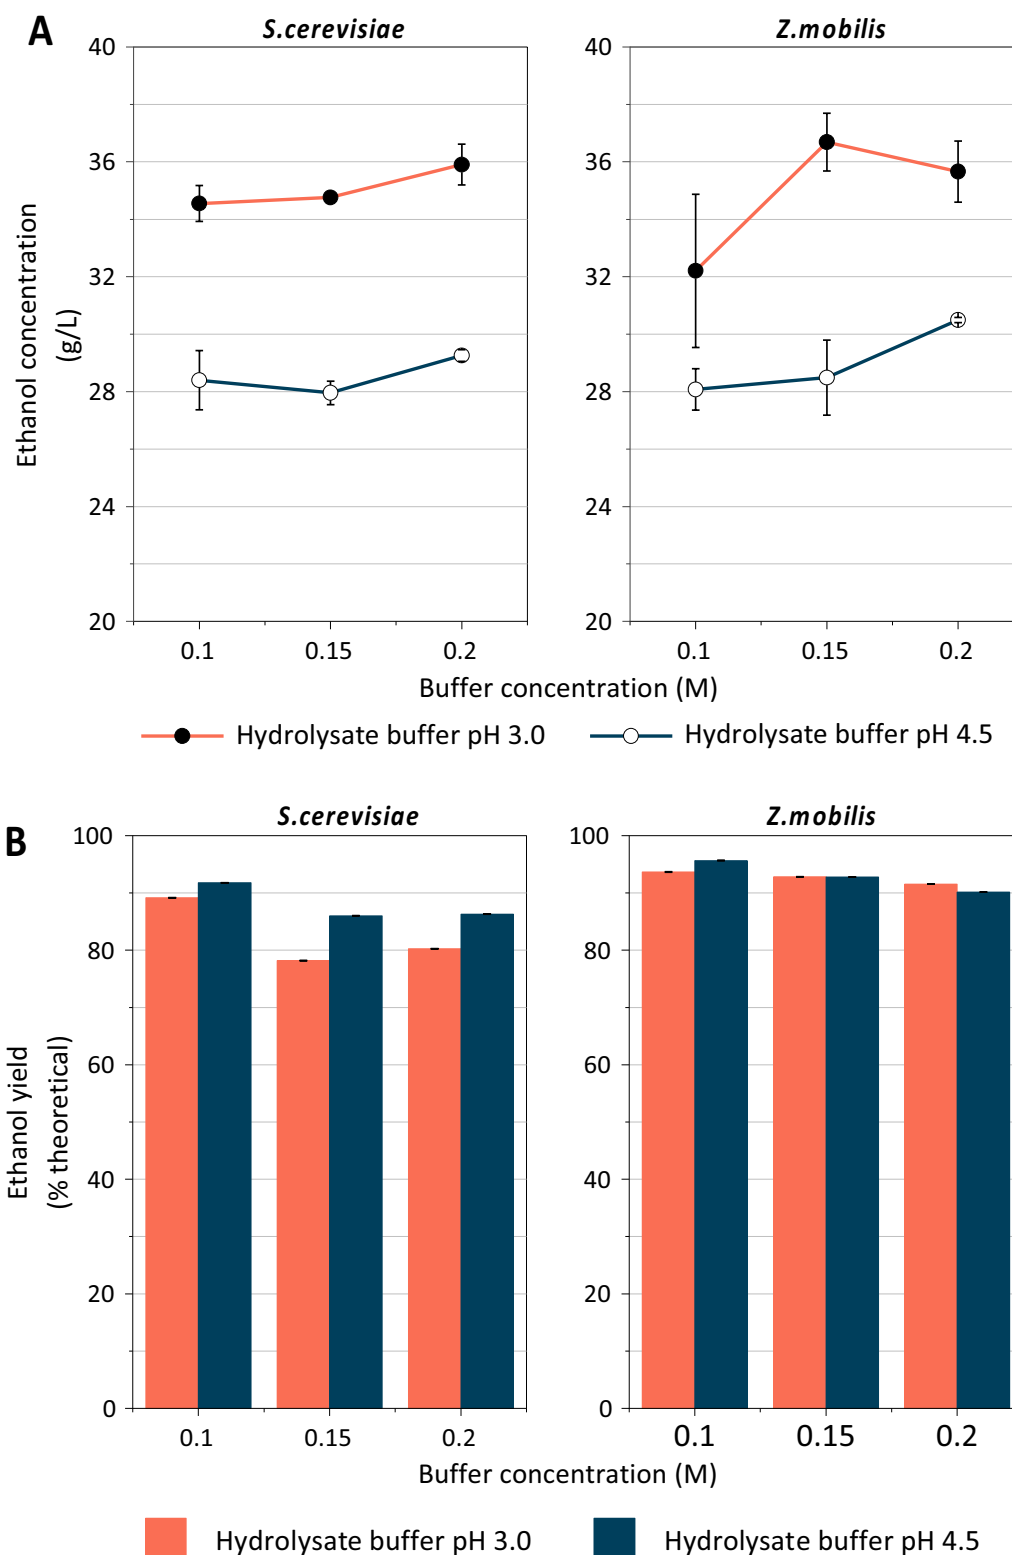 A
S.cerevisiae
Z.mobilis
40
36
32
28
24
20
40
36
32
28
24
20
Ethanol concentration
(g/L)
0.1 0.15 0.2
0.1 0.15 0.2
Buffer concentration (M)
Hydrolysate buffer pH 3.0
Hydrolysate buffer pH 4.5
B
S.cerevisiae
Z.mobilis
100
80
60
40
20
0
100
80
60
40
20
0
Ethanol yield
(% theoretical)
0.1 0.15 0.2
0.1 0.15 0.2
Buffer concentration (M)
Hydrolysate buffer pH 3.0
Hydrolysate buffer pH 4.5